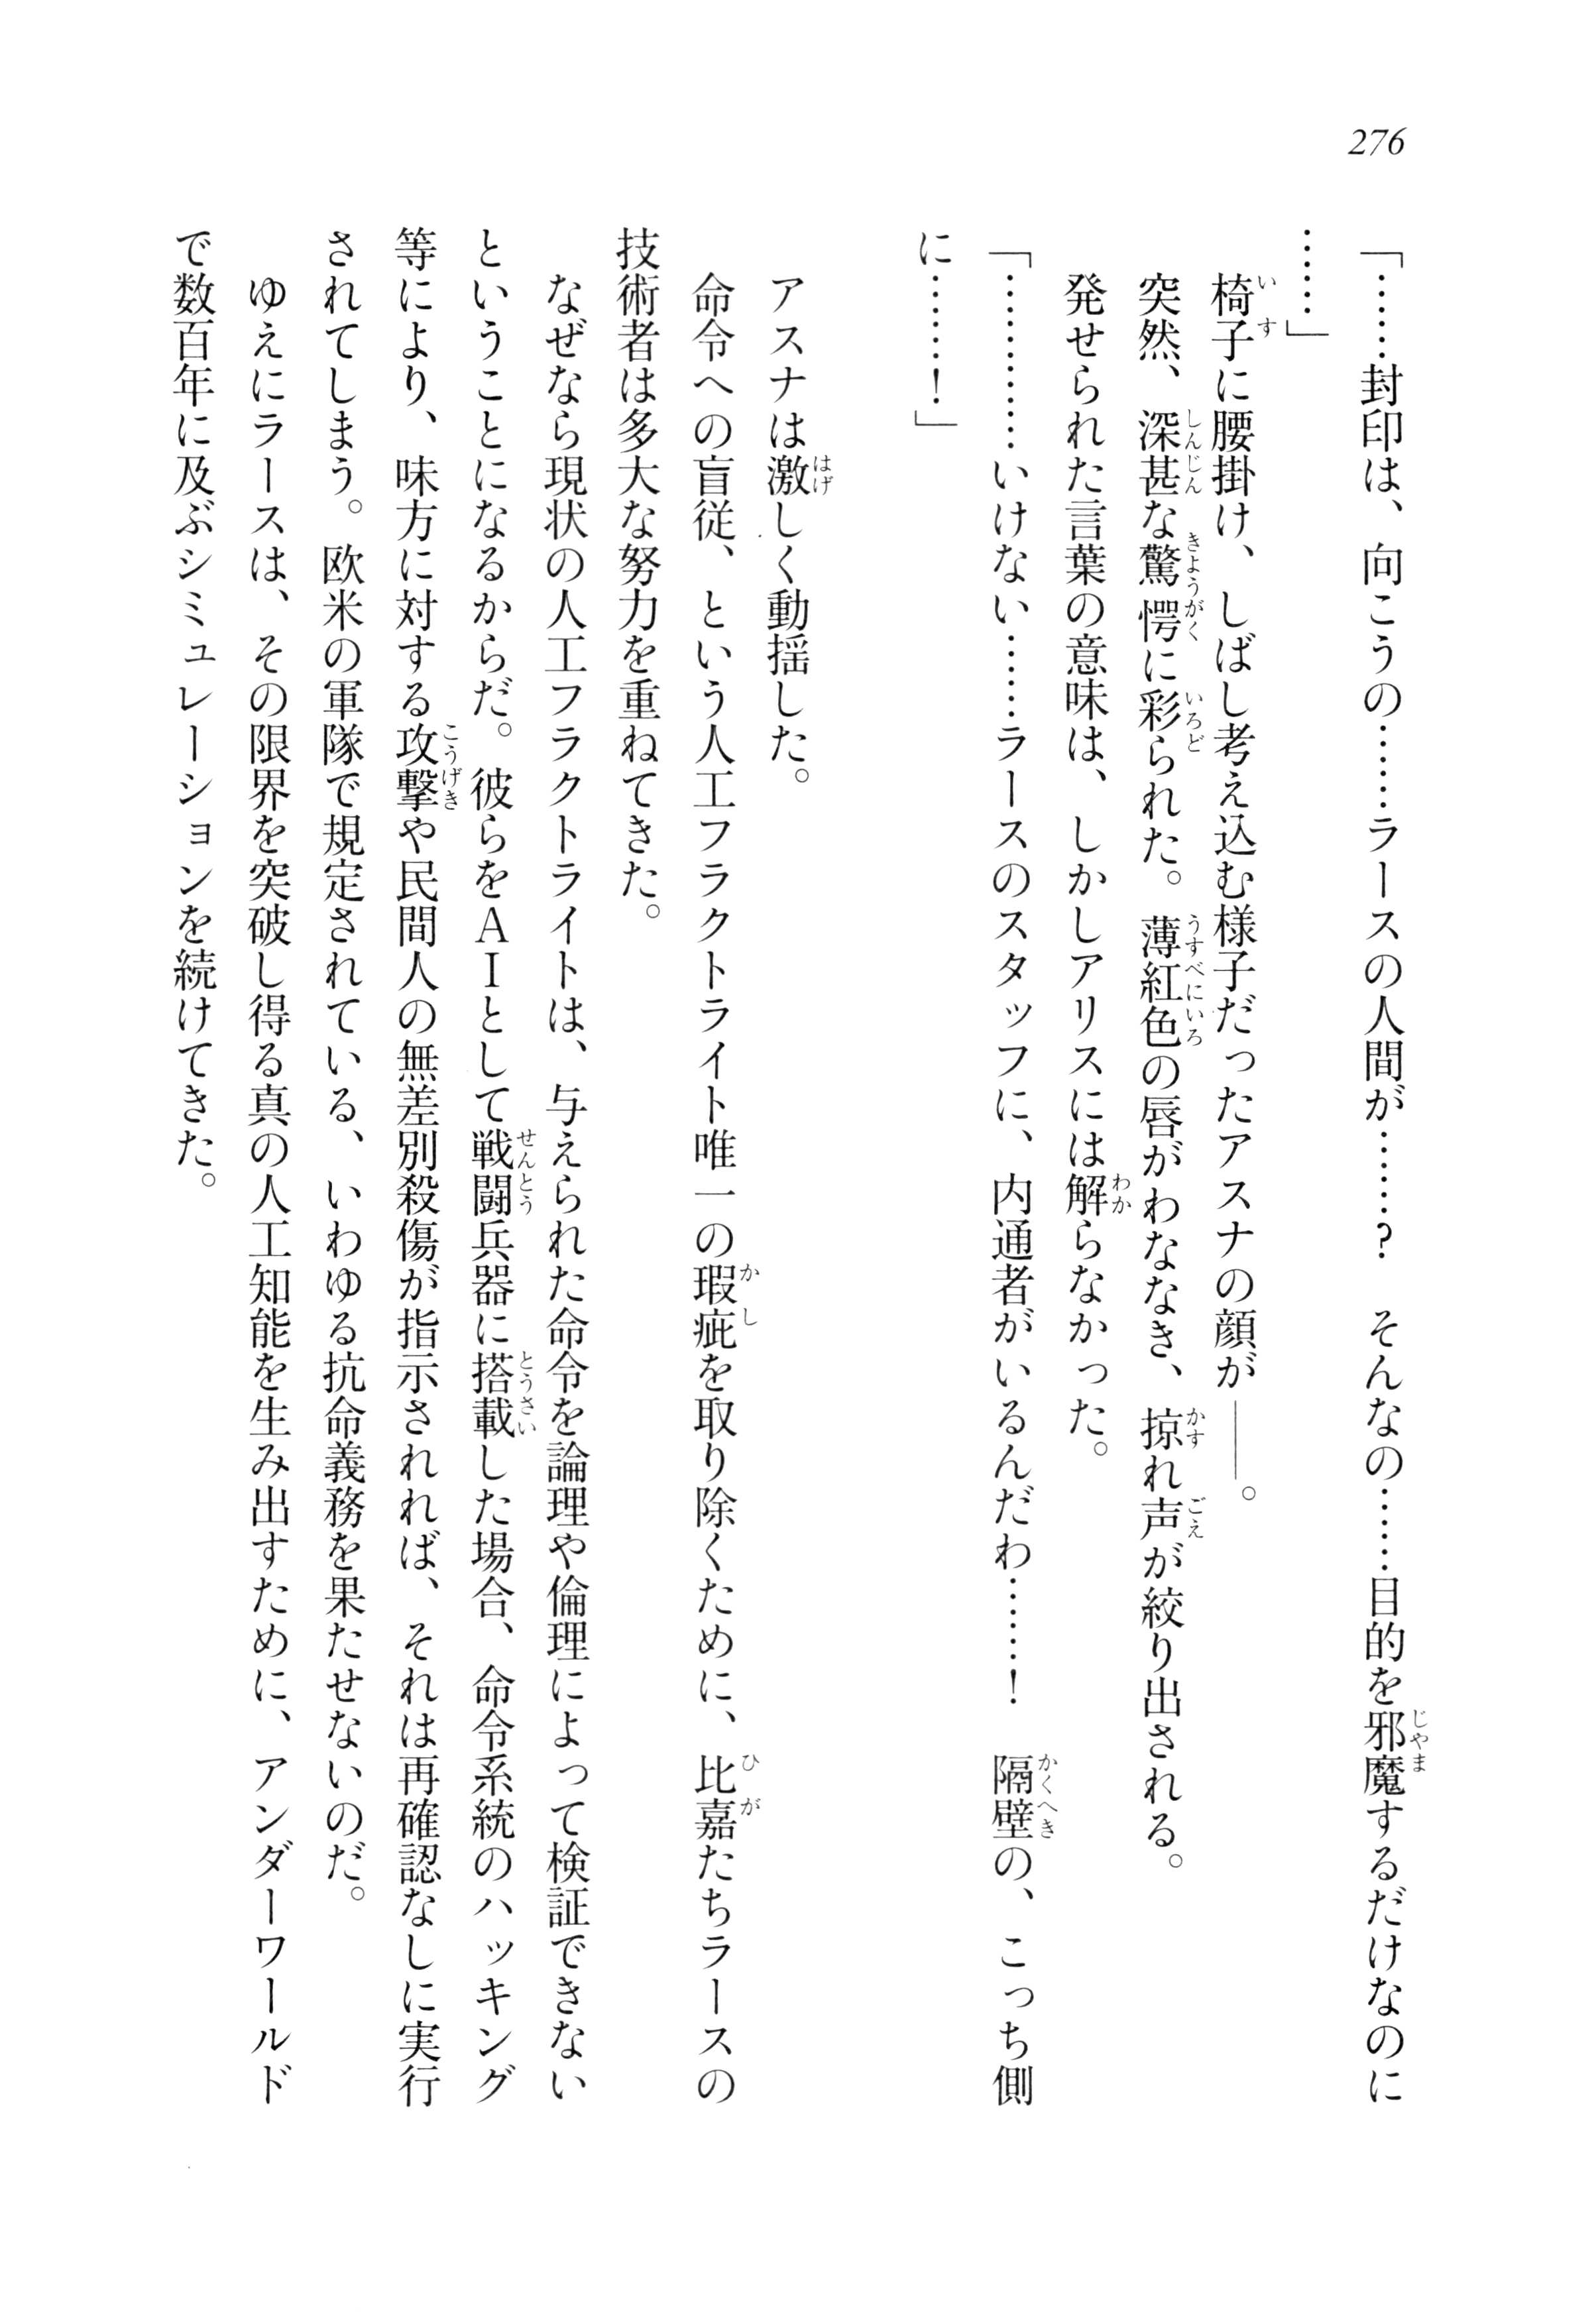 276
「……封印は、向こうの……ラースの人間が……? そんなの……目的を邪魔するだけなのに
……」
椅子に腰掛け、しばし考え込む様子だったアスナの顔が――。
突然、深甚な驚愕に彩られた。薄紅色の唇がわななき、掠れ声が絞り出される。
発せられた言葉の意味は、しかしアリスには解らなかった。
「…………いけない……ラースのスタッフに、内通者がいるんだわ……! 隔壁の、こっち側
に……!」
アスナは激しく動揺した。
命令への盲従、という人工フラクトライト唯一の瑕疵を取り除くために、比嘉たちラースの
技術者は多大な努力を重ねてきた。
なぜなら現状の人工フラクトライトは、与えられた命令を論理や倫理によって検証できない
ということになるからだ。彼らをAIとして戦闘兵器に搭載した場合、命令系統のハッキング
等により、味方に対する攻撃や民間人の無差別殺傷が指示されれば、それは再確認なしに実行
されてしまう。欧米の軍隊で規定されている、いわゆる抗命義務を果たせないのだ。
ゆえにラースは、その限界を突破し得る真の人工知能を生み出すために、アンダーワールド
で数百年に及ぶシミュレーションを続けてきた。